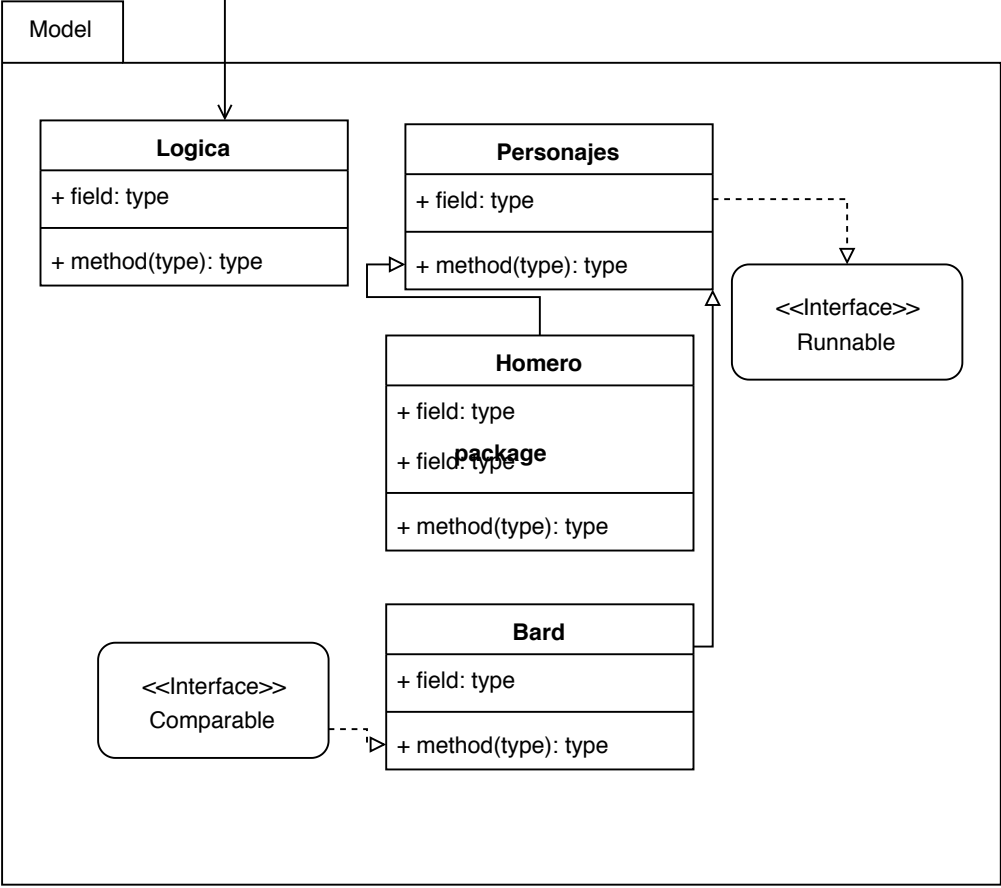 Model
Logica
+ field: type
+ method(type): type
Personajes
+ field: type
+ method(type): type
<<Interface>>
Runnable
Homero
+ field: type
package
+ field: type
+ method(type): type
Bard
+ field: type
+ method(type): type
<<Interface>>
Comparable